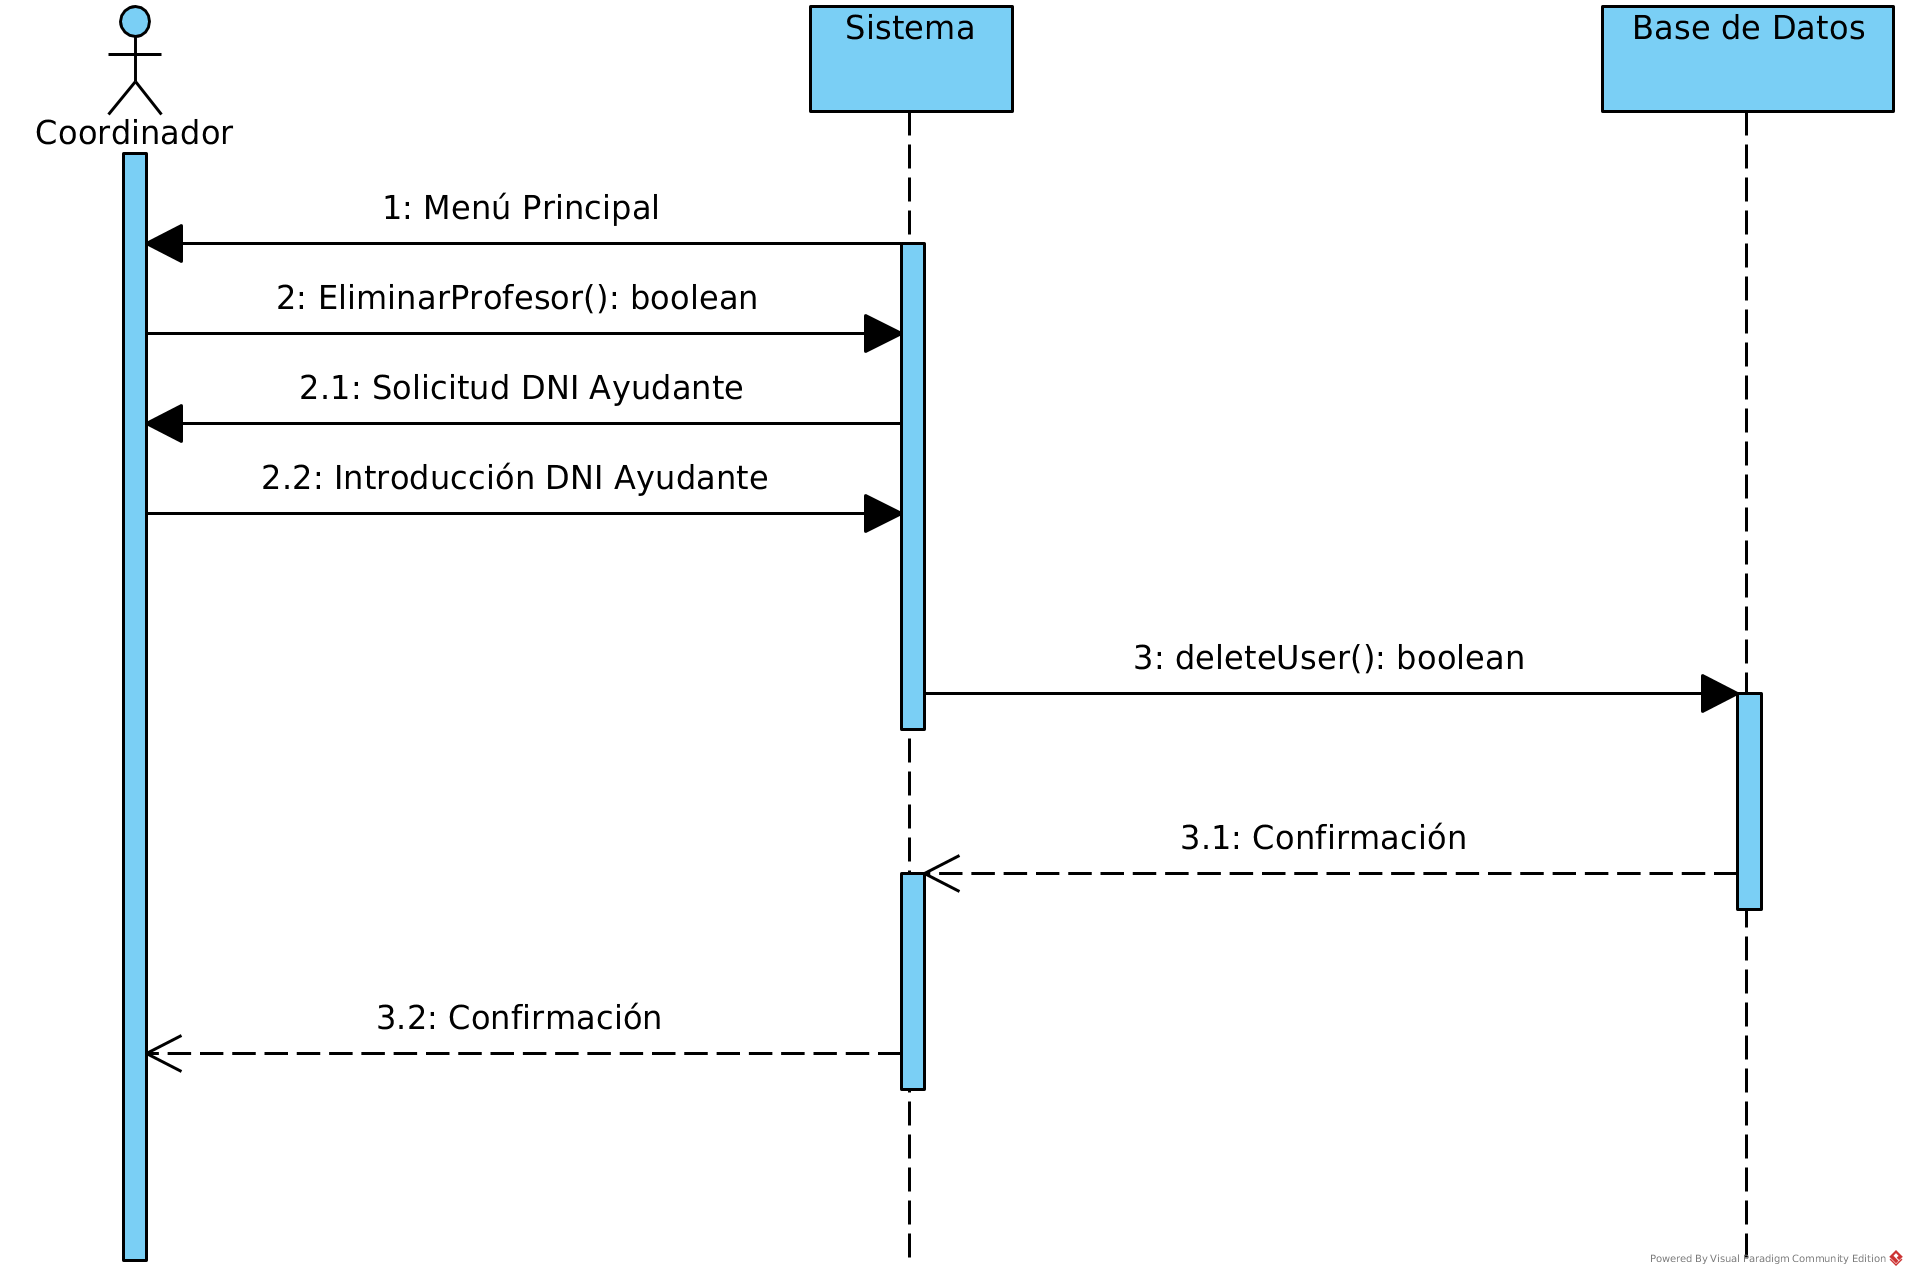 Sistema
Base de Datos
Coordinador
1: Menú Principal
2: EliminarProfesor(): boolean
2.1: Solicitud DNI Ayudante
2.2: Introducción DNI Ayudante
3: deleteUser(): boolean
3.1: Confirmación
3.2: Confirmación
Powered By Visual Paradigm Community Edition